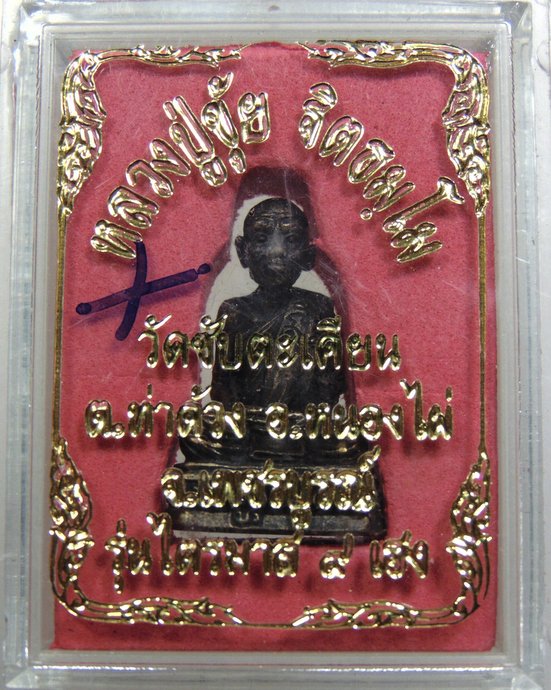 หลวงปู่จุ้ย ฐิตธมฺโม
วัดซับตะเคียน
ต.ท่าด้วง อ.หนองไผ่
จ.เพชรบูรณ์
รุ่นไตรมาส ๙ เฮง